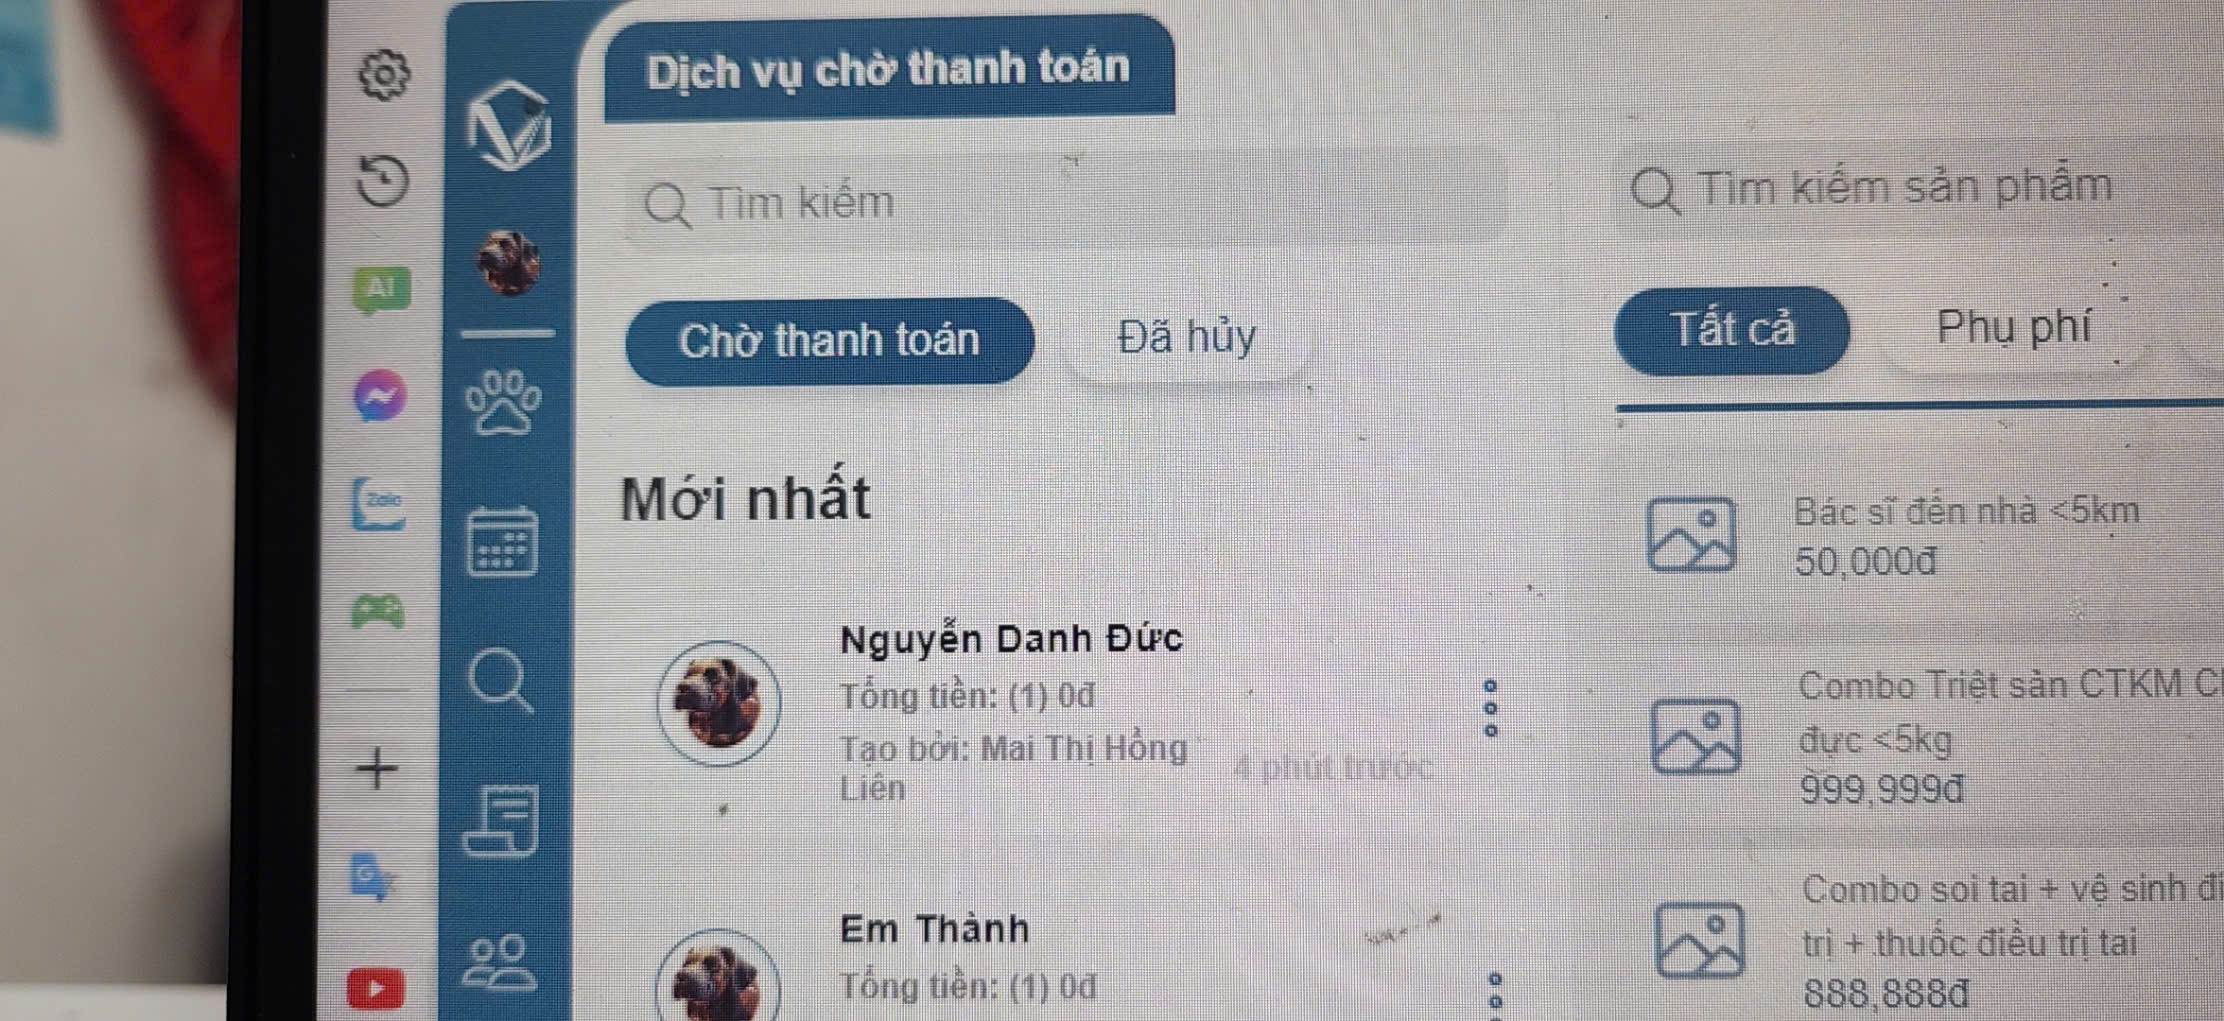 Dịch vụ chờ thanh toán
Tìm kiếm
Chờ thanh toán
Đã hủy
Mới nhất
Nguyễn Danh Đức
Tổng tiền: (1) 0đ
Tạo bởi: Mai Thị Hồng
Liên
4 phút trước
Em Thành
Tổng tiền: (1) 0đ
Tìm kiếm sản phẩm
Tất cả
Phụ phí
Bác sĩ đến nhà <5km
50,000đ
Combo Triệt sản CTKM
đực <5kg
999,999đ
Combo soi tai + vệ sinh
trị + thuốc điều trị tai
888,888đ
AI
Zalo
G